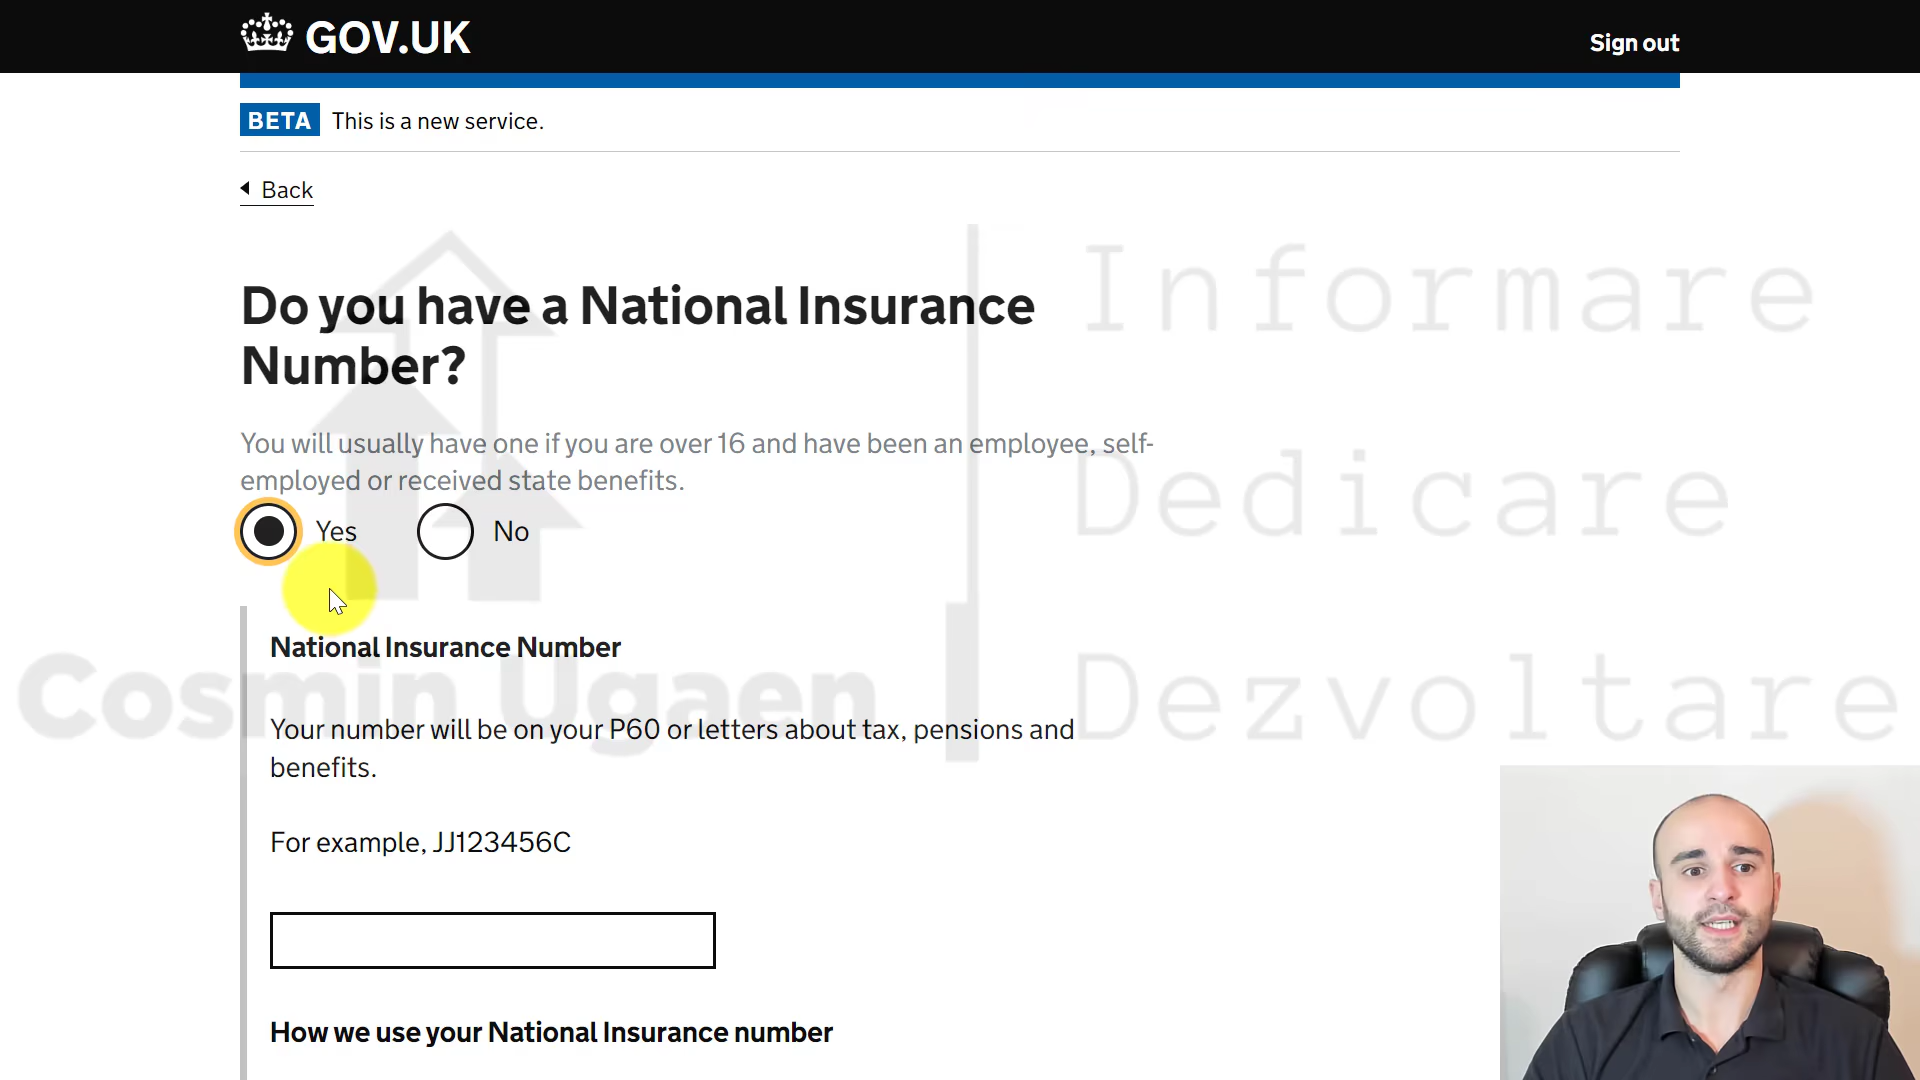 GOV.UK
Sign out
BETA This is a new service.
Back
Do you have a National Insurance
Number?
You will usually have one if you are over 16 and have been an employee, self-
employed or received state benefits.
Yes No
National Insurance Number
Your number will be on your P60 or letters about tax, pensions and
benefits.
For example, JJ123456C
How we use your National Insurance number
Cosmin Ugaen
Informare
Dedicare
Dezvoltare